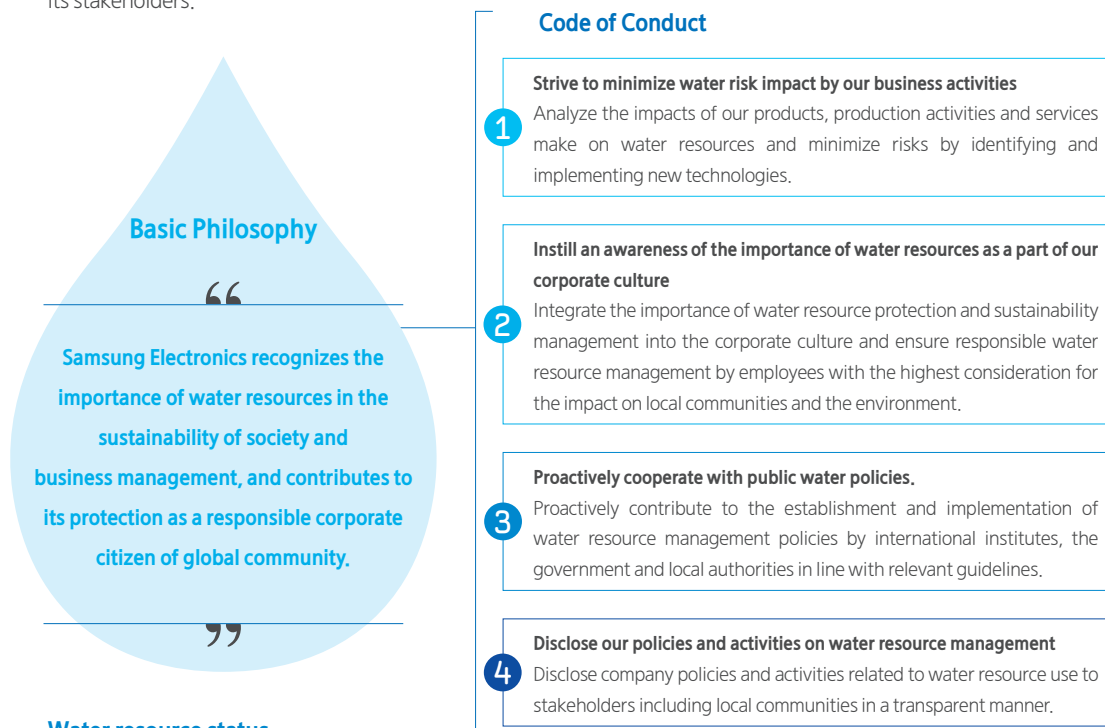 its stakeholders.
Basic Philosophy
“
Samsung Electronics recognizes the
importance of water resources in the
sustainability of society and
business management, and contributes to
its protection as a responsible corporate
citizen of global community.
”
Water resource status
Code of Conduct
1
Strive to minimize water risk impact by our business activities
Analyze the impacts of our products, production activities and services
make on water resources and minimize risks by identifying and
implementing new technologies.
2
Instill an awareness of the importance of water resources as a part of our
corporate culture
Integrate the importance of water resource protection and sustainability
management into the corporate culture and ensure responsible water
resource management by employees with the highest consideration for
the impact on local communities and the environment.
3
Proactively cooperate with public water policies.
Proactively contribute to the establishment and implementation of
water resource management policies by international institutes, the
government and local authorities in line with relevant guidelines.
4
Disclose our policies and activities on water resource management
Disclose company policies and activities related to water resource use to
stakeholders including local communities in a transparent manner.